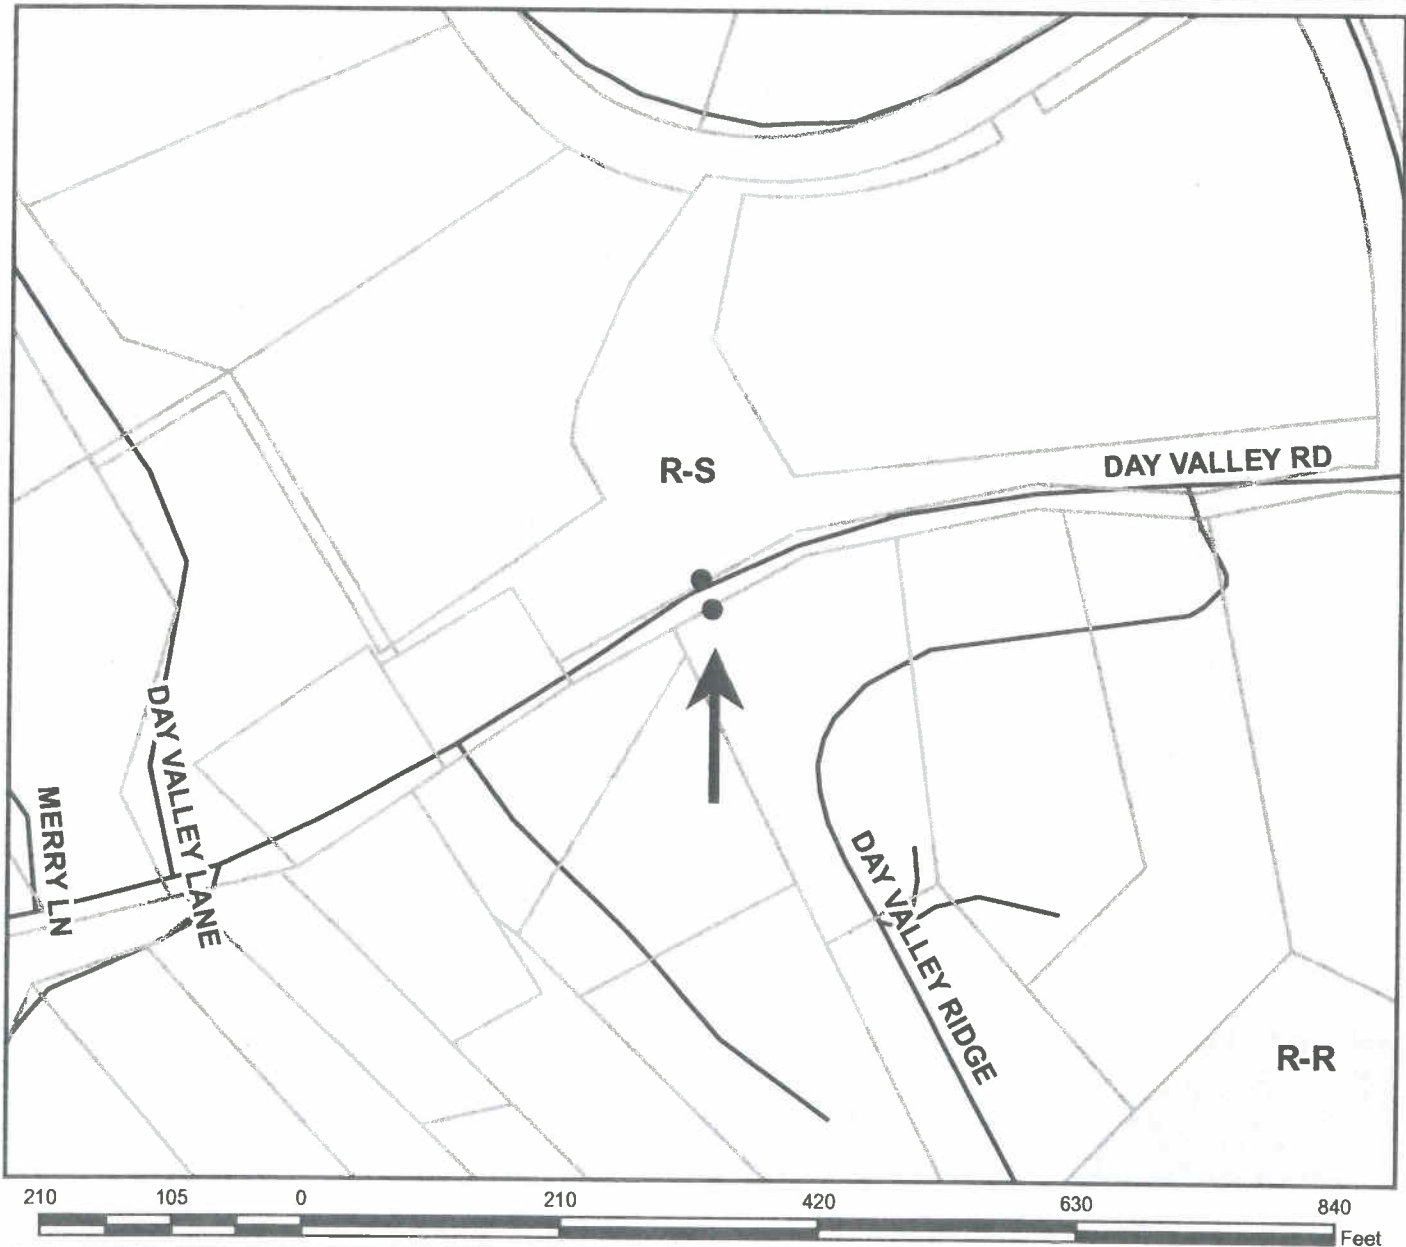 R-S
DAY VALLEY RD
DAY VALLEY LANE
MERRY LN
DAY VALLEY RIDGE
R-R
210 105 0 210 420 630 840
Feet